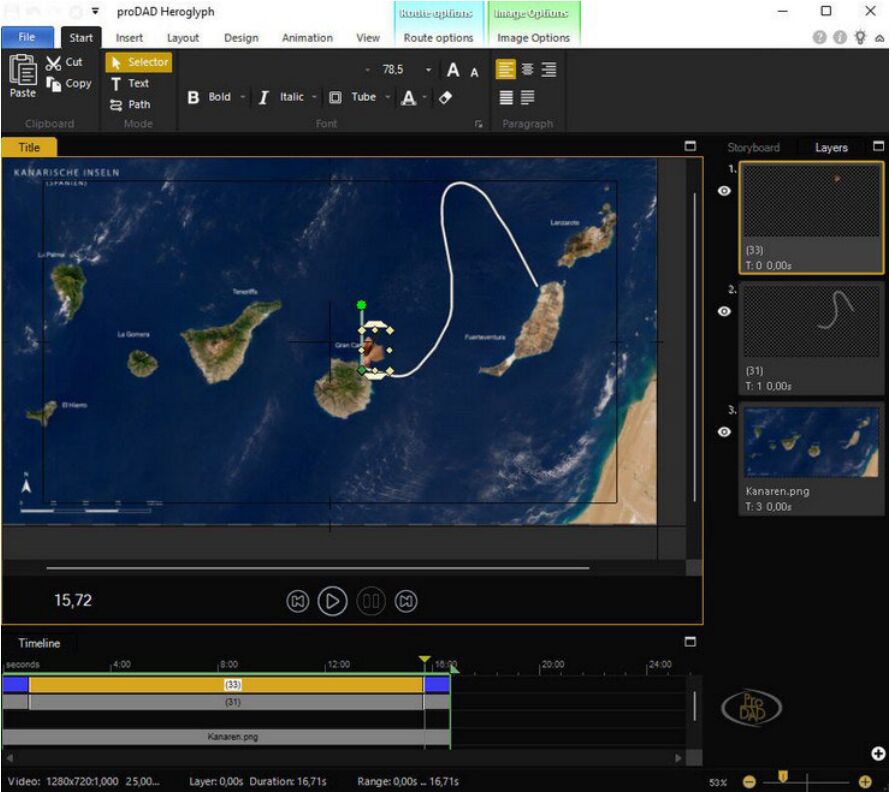 proDAD Heroglyph
Route options
Image Options
File
Start
Insert
Layout
Design
Animation
View
Route options
Image Options
Paste
Cut
Copy
Clipboard
Selector
Text
Path
Mode
78,5
A A
B Bold
I Italic
Tube
A
Font
Paragraph
Title
Storyboard
Layers
KANARISCHE INSELN
(SPANIEN)
La Palma
Teneriffa
La Gomera
El Hierro
Gran Ca
Lanzarote
Fuerteventura
N
1.
(33)
T: 0 0,00s
2.
(31)
T: 1 0,00s
3.
Kanaren.png
T: 3 0,00s
15,72
Timeline
seconds
4:00
8:00
12:00
16:00
20:00
24:00
(33)
(31)
Kanaren.png
Pro
DAD
Video: 1280x720:1,000 25,00...
Layer: 0,00s Duration: 16,71s
Range: 0,00s .. 16,71s
53%